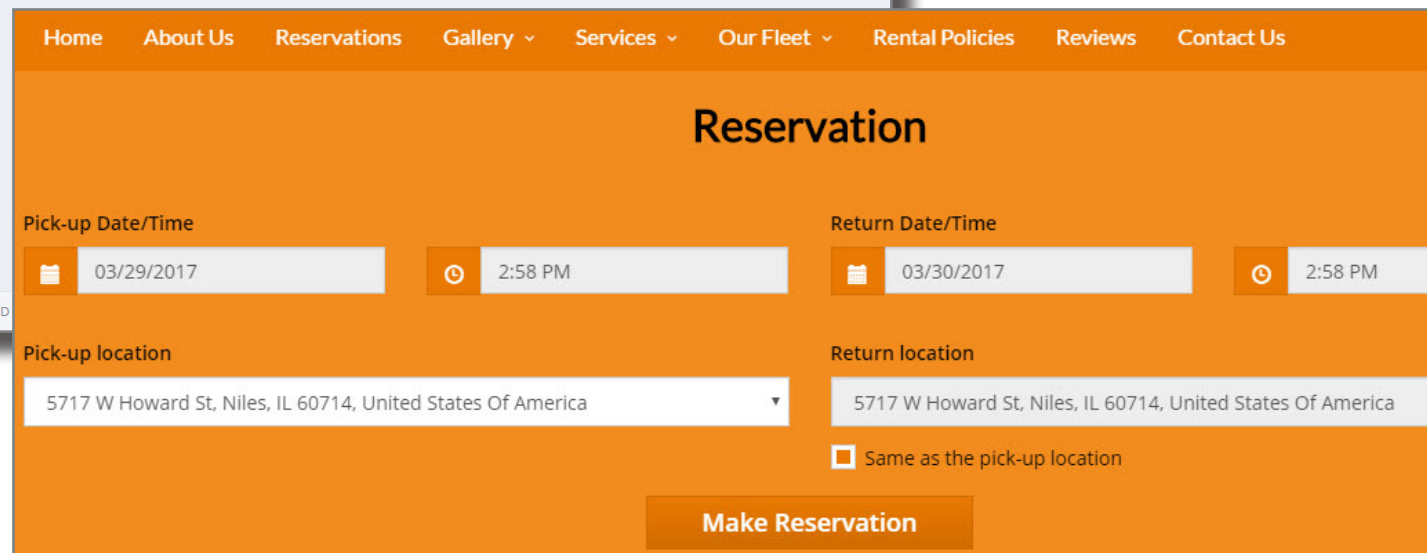 Home About Us Reservations Gallery Services Our Fleet Rental Policies Reviews Contact Us
Reservation
Pick-up Date/Time Return Date/Time
03/29/2017 2:58 PM 03/30/2017 2:58 PM
D
Pick-up location Return location
5717 W Howard St, Niles, IL 60714, United States Of America 5717 W Howard St, Niles, IL 60714, United States Of America
Same as the pick-up location
Make Reservation